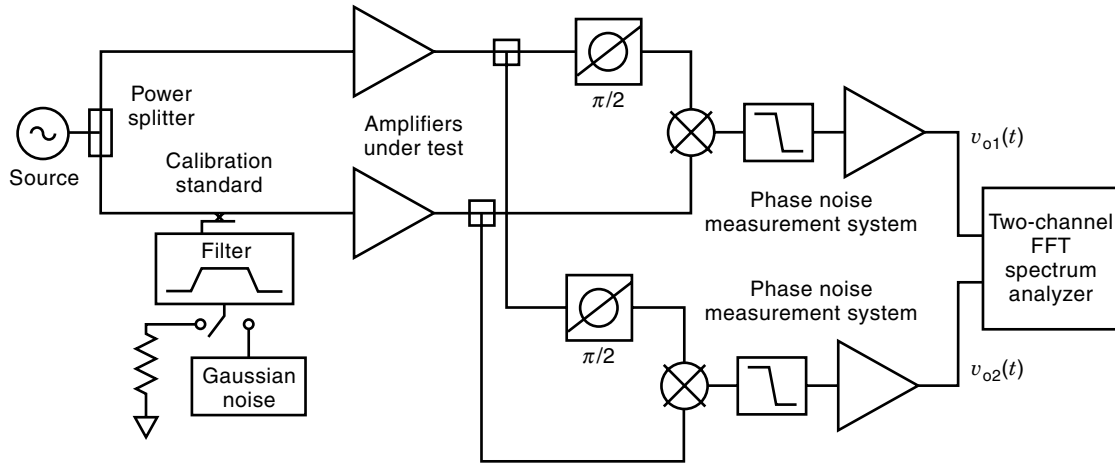 Power
splitter
Source
Calibration
standard
Filter
Gaussian
noise
Amplifiers
under test
π/2
Phase noise
measurement system
v_o1(t)
Two-channel
FFT
spectrum
analyzer
π/2
Phase noise
measurement system
v_o2(t)